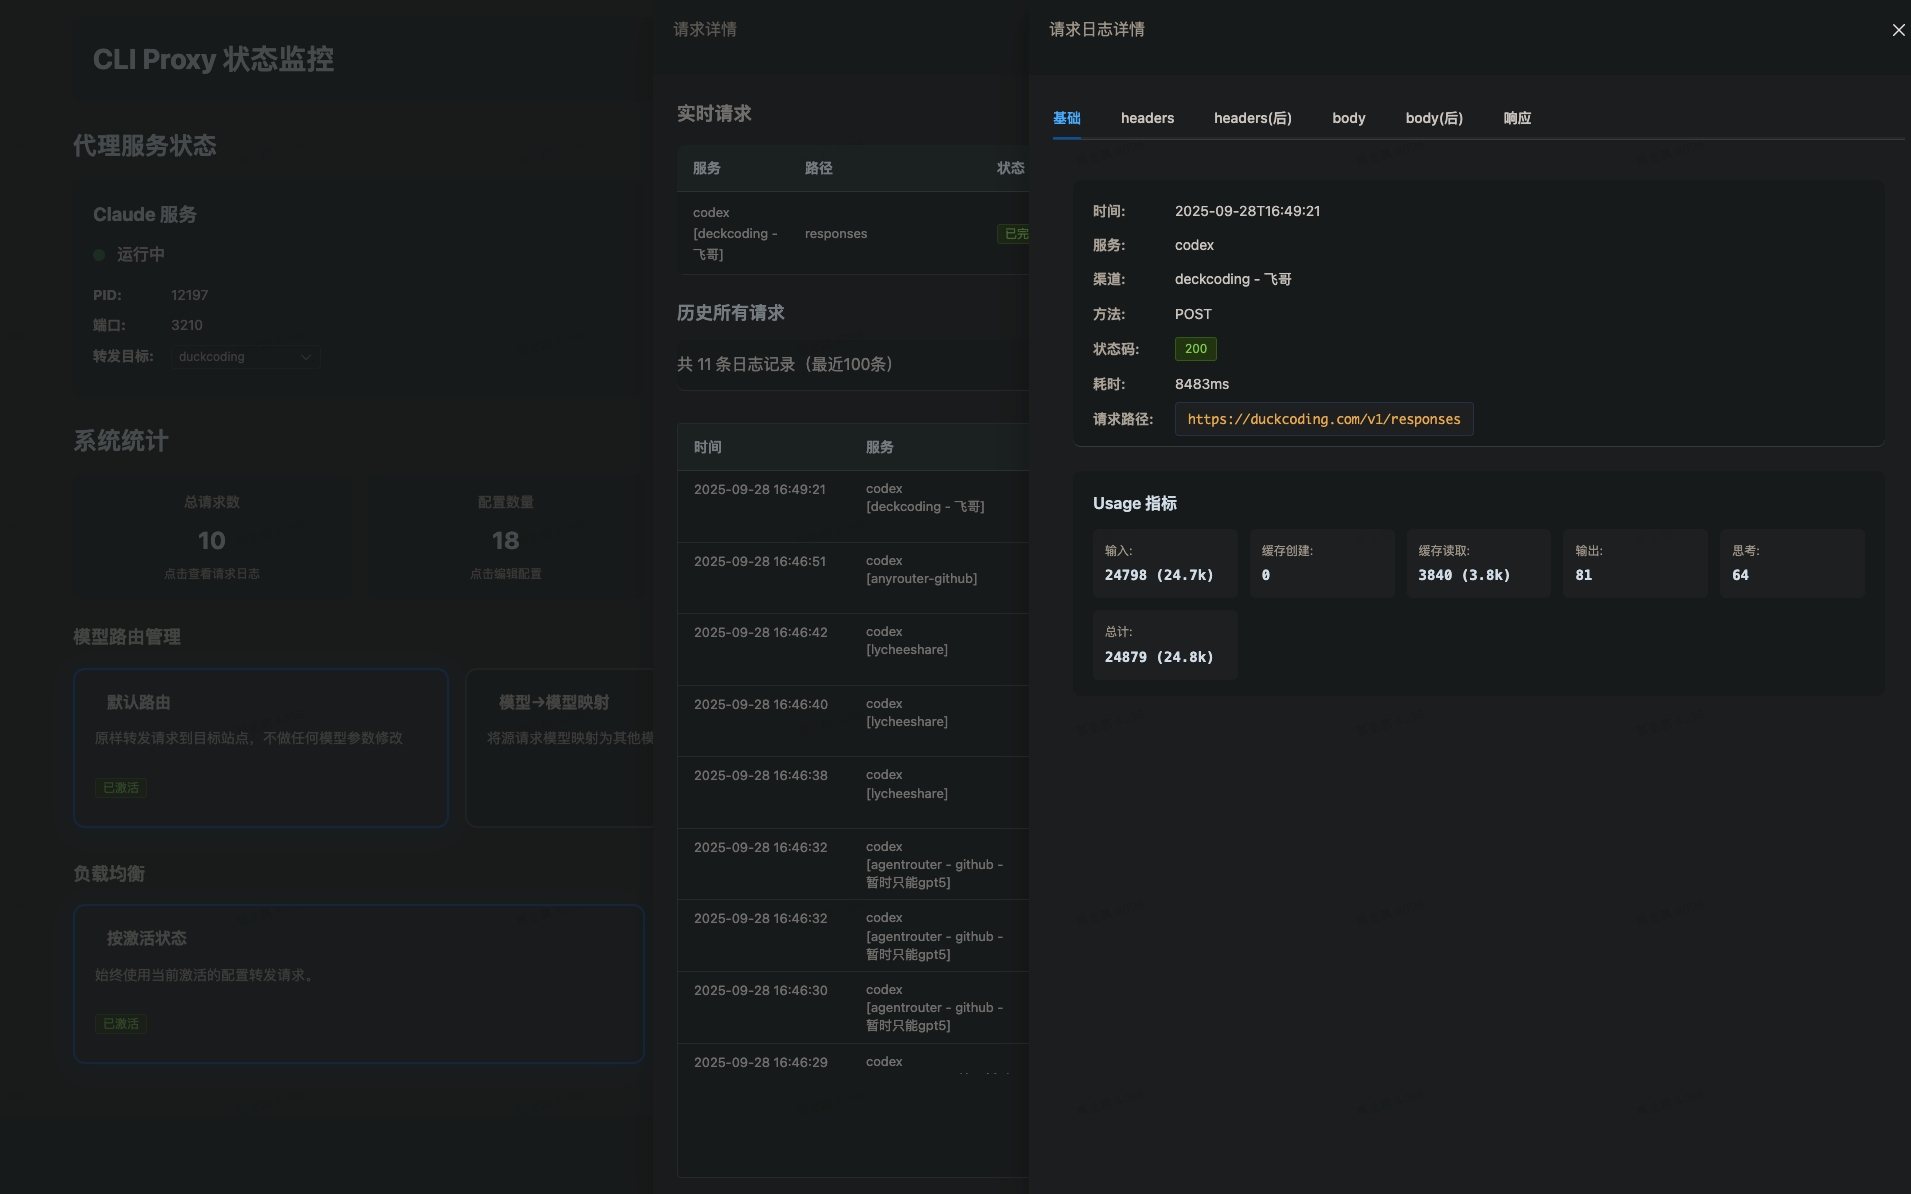 CLI Proxy 状态监控
代理服务状态
Claude 服务
运行中
PID: 12197
端口: 3210
转发目标: duckcoding
系统统计
总请求数
10
点击查看请求日志
配置数量
18
点击编辑配置
模型路由管理
默认路由
原样转发请求到目标站点，不做任何模型参数修改
已激活
模型→模型映射
将源请求模型映射为其他模
负载均衡
按激活状态
始终使用当前激活的配置转发请求。
已激活
请求详情
实时请求
服务 路径 状态
codex
[deckcoding -
飞哥]
responses
已完
历史所有请求
共 11 条日志记录（最近100条）
时间 服务
2025-09-28 16:49:21 codex
[deckcoding - 飞哥]
2025-09-28 16:46:51 codex
[anyrouter-github]
2025-09-28 16:46:42 codex
[lycheeshare]
2025-09-28 16:46:40 codex
[lycheeshare]
2025-09-28 16:46:38 codex
[lycheeshare]
2025-09-28 16:46:32 codex
[agentrouter - github -
暂时只能gpt5]
2025-09-28 16:46:32 codex
[agentrouter - github -
暂时只能gpt5]
2025-09-28 16:46:30 codex
[agentrouter - github -
暂时只能gpt5]
2025-09-28 16:46:29 codex
请求日志详情
基础 headers headers(后) body body(后) 响应
时间: 2025-09-28T16:49:21
服务: codex
渠道: deckcoding - 飞哥
方法: POST
状态码: 200
耗时: 8483ms
请求路径: https://duckcoding.com/v1/responses
Usage 指标
输入:
24798 (24.7k)
缓存创建:
0
缓存读取:
3840 (3.8k)
输出:
81
思考:
64
总计:
24879 (24.8k)